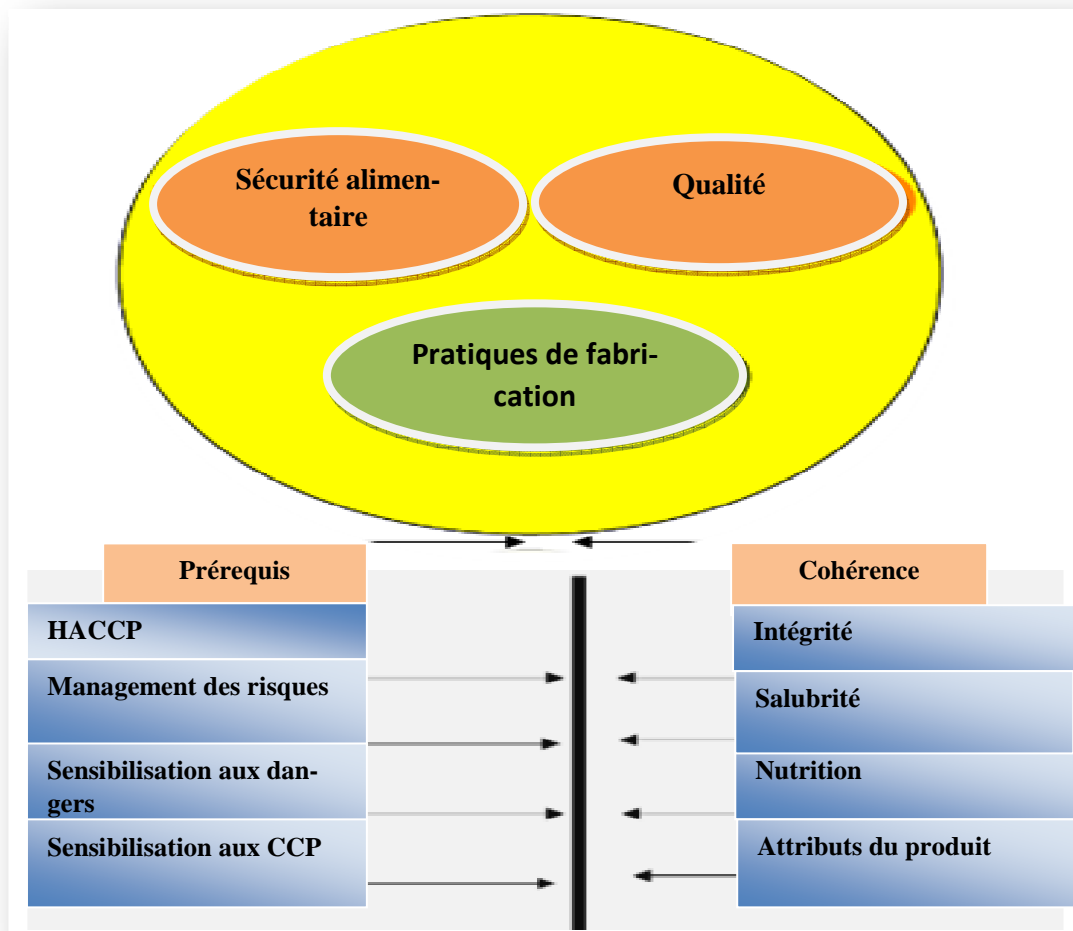 Sécurité alimen-
taire
Qualité
Pratiques de fabri-
cation
Prérequis
HACCP
Management des risques
Sensibilisation aux dan-
gers
Sensibilisation aux CCP
Cohérence
Intégrité
Salubrité
Nutrition
Attributs du produit